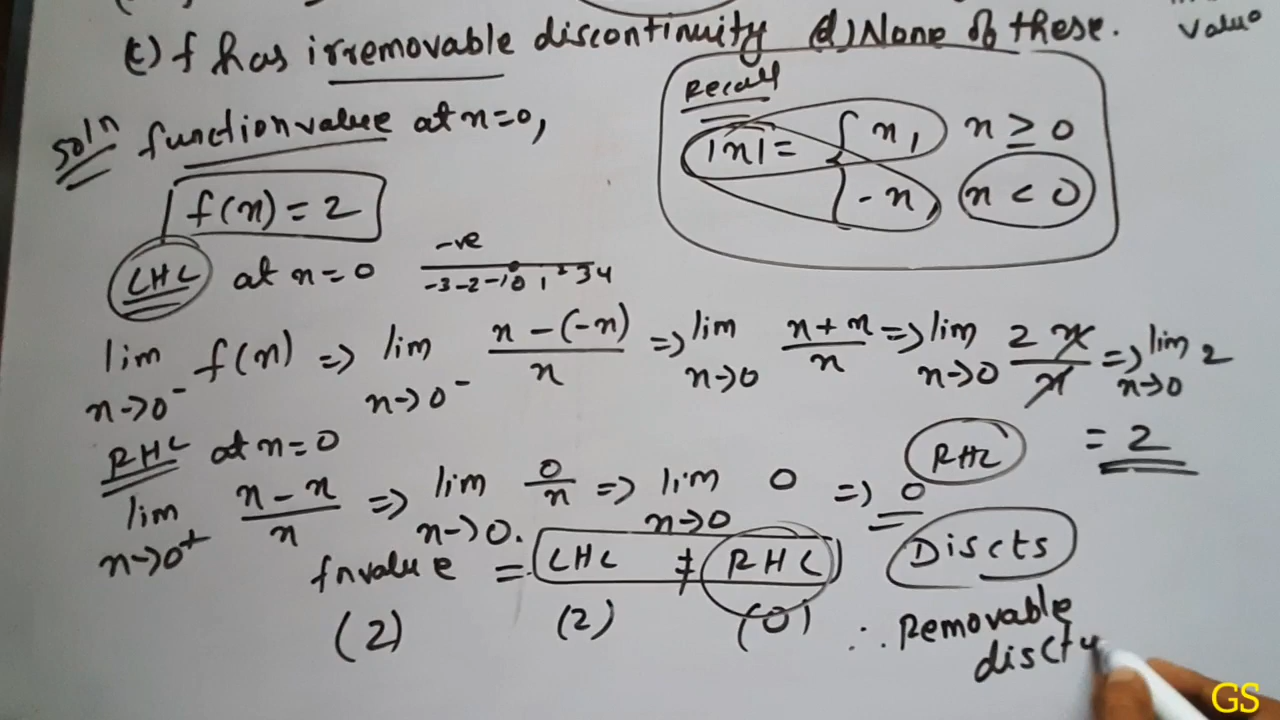 (c) f has irremovable discontinuity (d) None of these.
value
Soln function value at x=0,
f(x) = 2
Recall
|x| = { x, x ≥ 0
-x, x < 0
LHL at x=0
-ve
-3 -2 -1 0 1 2 3 4
lim x->0⁻ f(x) => lim x->0⁻ x-(-x)/x => lim x->0 x+x/x => lim x->0 2x/x => lim x->0 2
= 2
RHL at x=0
RHL
lim x->0⁺ x-x/x => lim x->0. 0/x => lim x->0 0 => 0
fn value = LHL ≠ RHL
Discts
(2) (2) (0)
∴ Removable
discty
GS